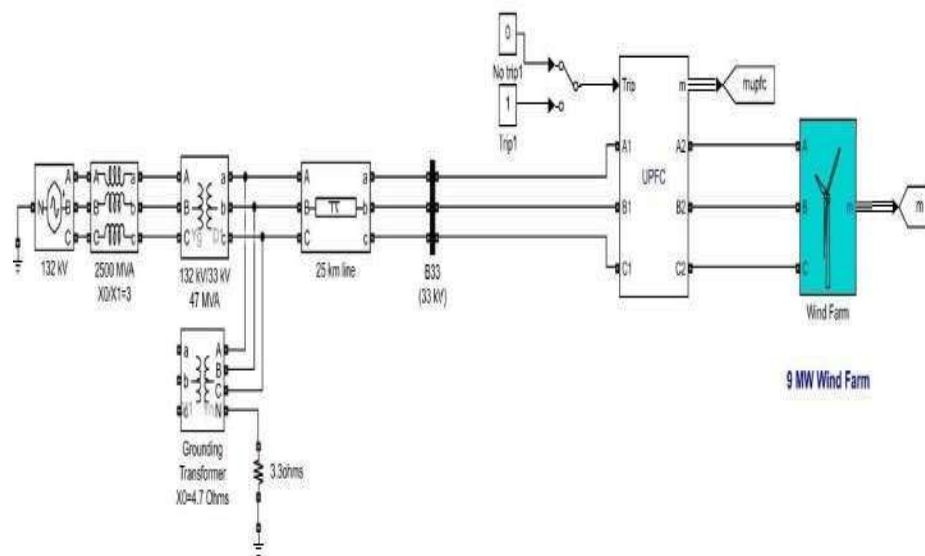 0
No trip1
1
Trip1
Trip
m
mupfc
A1
A2
UPFC
B1
B2
C1
C2
A
B
C
m
m
Wind Farm
9 MW Wind Farm
N
A
B
C
132 kV
A
B
C
a
b
c
2500 MVA
X0/X1=3
A
B
C
a
b
c
Yg
132 kV/33 kV
47 MVA
A
B
C
a
b
c
25 km line
B33
(33 kV)
a
b
A
B
C
N
Grounding
Transformer
X0=4.7 Ohms
3.3ohms